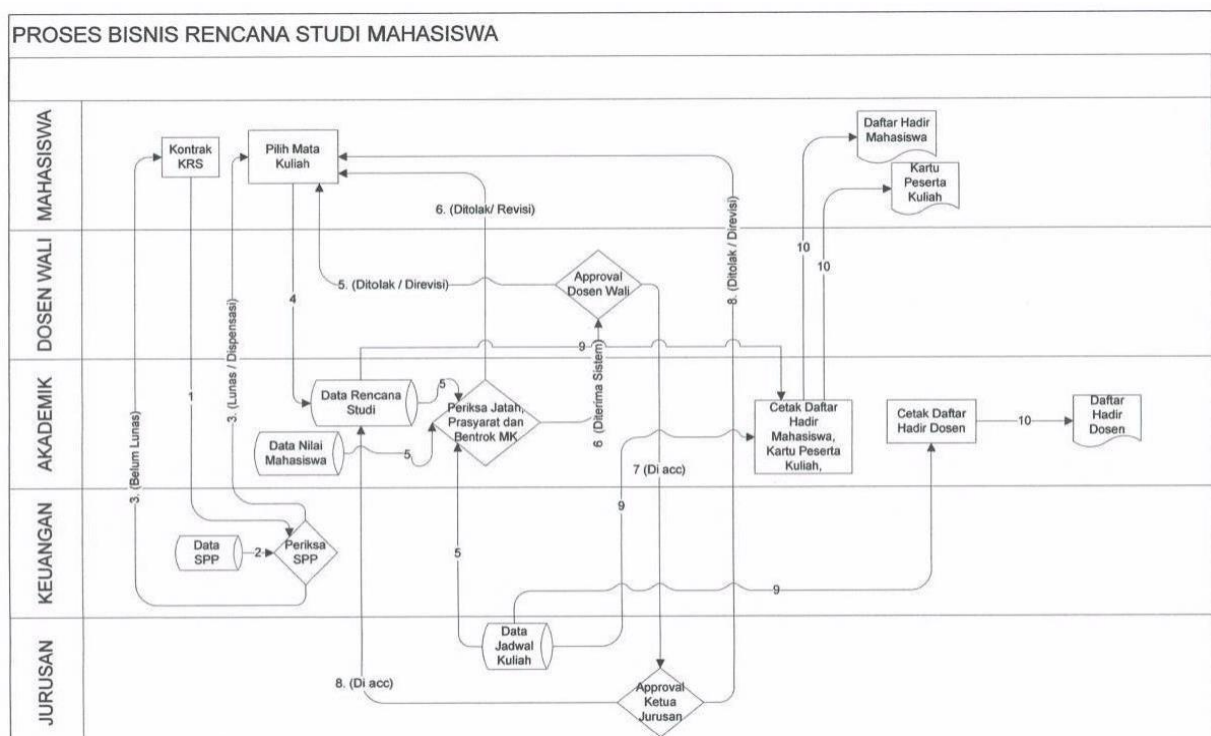 PROSES BISNIS RENCANA STUDI MAHASISWA
MAHASISWA
Kontrak
KRS
Pilih Mata
Kuliah
Daftar Hadir
Mahasiswa
Kartu
Peserta
Kuliah
6. (Ditolak/ Revisi)
10
10
DOSEN WALI
3. (Lunas / Dispensasi)
4
5. (Ditolak / Direvisi)
Approval
Dosen Wali
8. (Ditolak / Direvisi)
9
AKADEMIK
3. (Belum Lunas)
1
Data Rencana
Studi
5
Data Nilai
Mahasiswa
5
Periksa Jatah,
Prasyarat dan
Bentrok MK
6 (Diterima Sistem)
7 (Di acc)
Cetak Daftar
Hadir
Mahasiswa,
Kartu Peserta
Kuliah,
Cetak Daftar
Hadir Dosen
10
Daftar
Hadir
Dosen
KEUANGAN
Data
SPP
2
Periksa
SPP
5
9
9
JURUSAN
Data
Jadwal
Kuliah
8. (Di acc)
Approval
Ketua
Jurusan